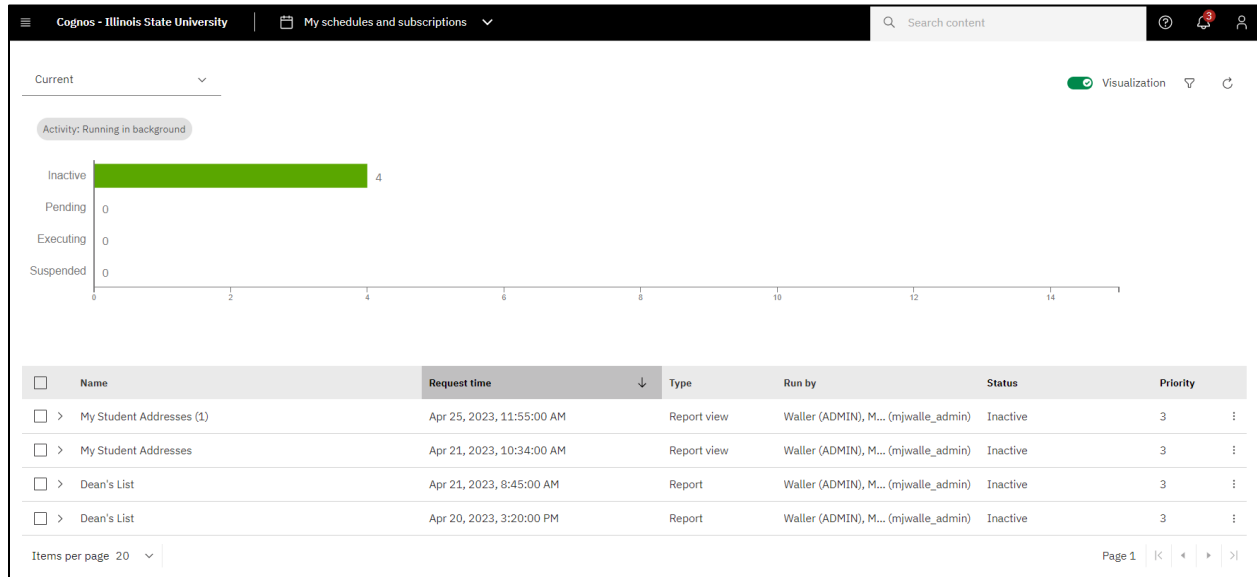 Cognos - Illinois State University My schedules and subscriptions Search content 3
Current Visualization
Activity: Running in background
Inactive 4
Pending 0
Executing 0
Suspended 0
0 2 4 6 8 10 12 14
Name Request time Type Run by Status Priority
My Student Addresses (1) Apr 25, 2023, 11:55:00 AM Report view Waller (ADMIN), M... (mjwalle_admin) Inactive 3
My Student Addresses Apr 21, 2023, 10:34:00 AM Report view Waller (ADMIN), M... (mjwalle_admin) Inactive 3
Dean's List Apr 21, 2023, 8:45:00 AM Report Waller (ADMIN), M... (mjwalle_admin) Inactive 3
Dean's List Apr 20, 2023, 3:20:00 PM Report Waller (ADMIN), M... (mjwalle_admin) Inactive 3
Items per page 20 Page 1